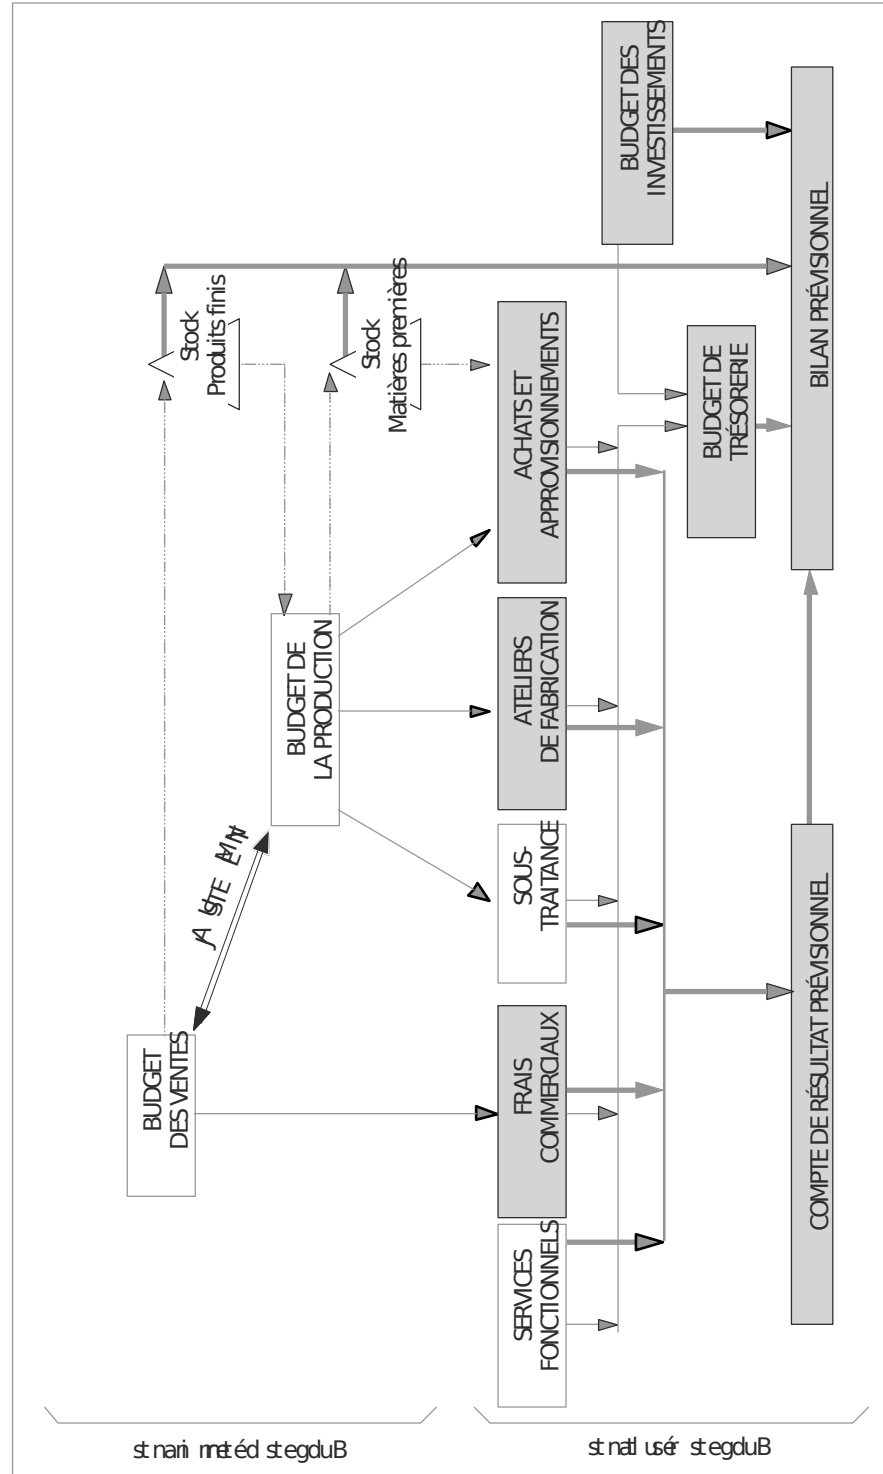 Budgets déterminants
BUDGET
DES VENTES
AJUSTEMENT
Stock
Produits finis
BUDGET DE
LA PRODUCTION
Stock
Matières premières
Budgets résultants
SERVICES
FONCTIONNELS
FRAIS
COMMERCIAUX
SOUS-
TRAITANCE
ATELIERS
DE FABRICATION
ACHATS ET
APPROVISIONNEMENTS
BUDGET DES
INVESTISSEMENTS
BUDGET DE
TRÉSORERIE
COMPTE DE RÉSULTAT PRÉVISIONNEL
BILAN PRÉVISIONNEL